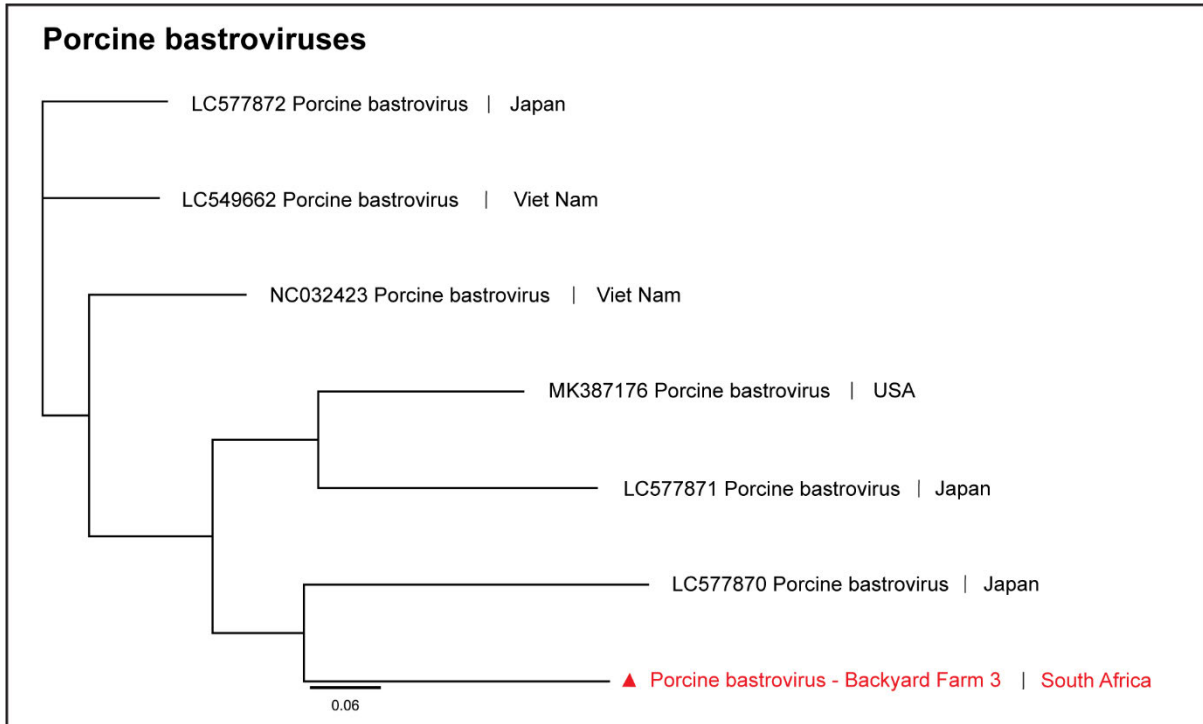 Porcine bastroviruses
LC577872 Porcine bastrovirus | Japan
LC549662 Porcine bastrovirus | Viet Nam
NC032423 Porcine bastrovirus | Viet Nam
MK387176 Porcine bastrovirus | USA
LC577871 Porcine bastrovirus | Japan
LC577870 Porcine bastrovirus | Japan
▲ Porcine bastrovirus - Backyard Farm 3 | South Africa
0.06